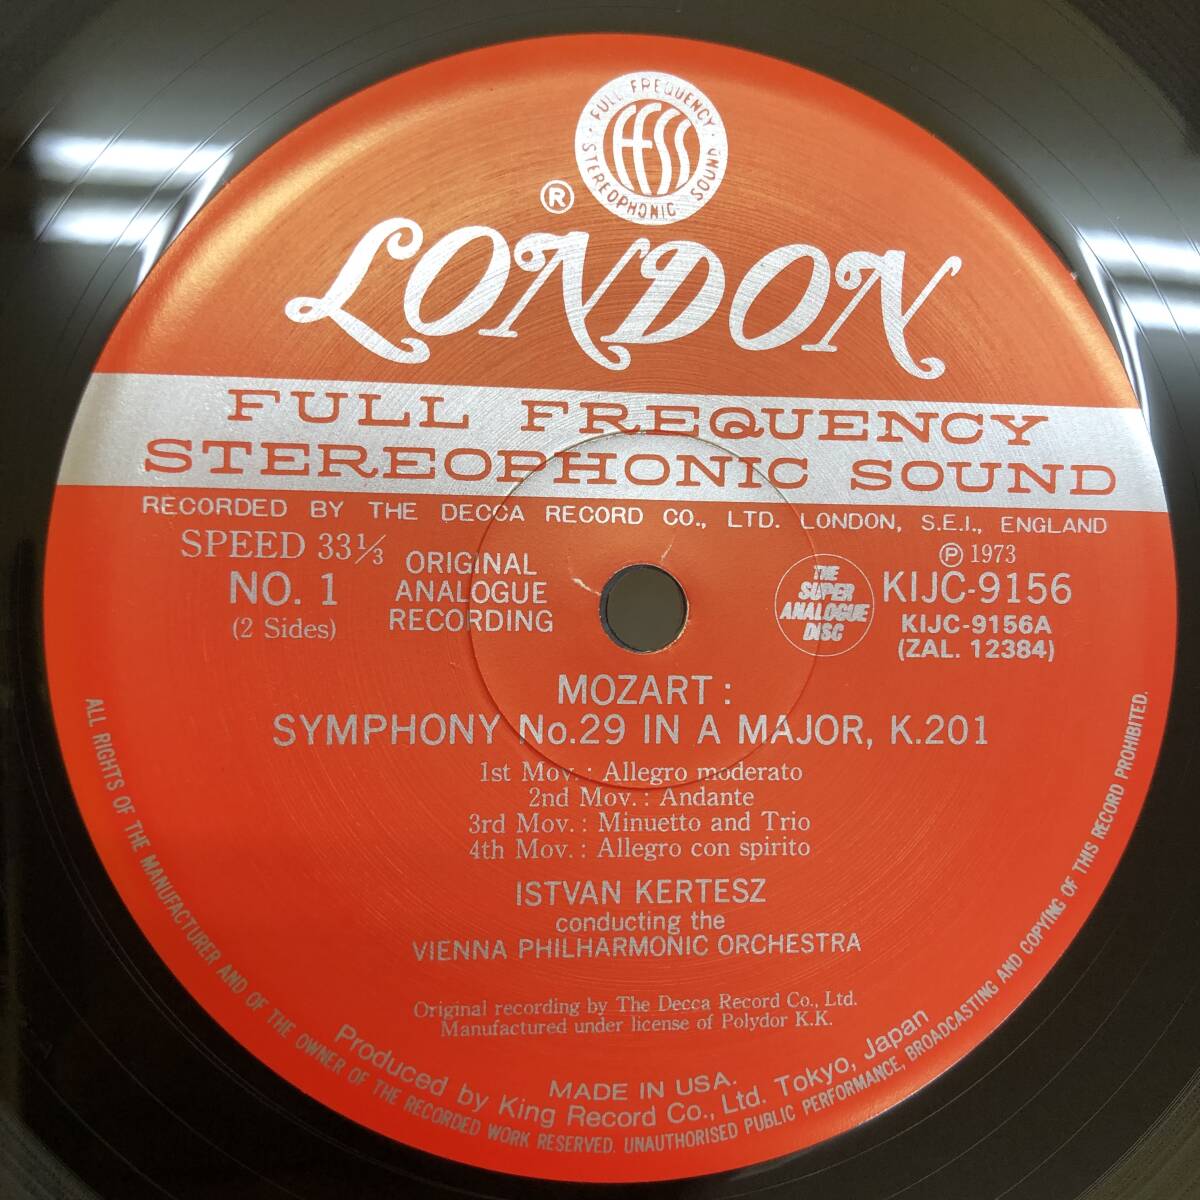 FULL FREQUENCY
STEREOPHONIC SOUND
FFSS
®
LONDON
FULL FREQUENCY
STEREOPHONIC SOUND
RECORDED BY THE DECCA RECORD CO., LTD. LONDON, S.E.I., ENGLAND
SPEED 33⅓
NO. 1
(2 Sides)
ORIGINAL
ANALOGUE
RECORDING
THE
SUPER
ANALOGUE
DISC
Ⓟ 1973
KIJC-9156
KIJC-9156A
(ZAL. 12384)
MOZART:
SYMPHONY No.29 IN A MAJOR, K.201
1st Mov.: Allegro moderato
2nd Mov.: Andante
3rd Mov.: Minuetto and Trio
4th Mov.: Allegro con spirito
ISTVAN KERTESZ
conducting the
VIENNA PHILHARMONIC ORCHESTRA
Original recording by The Decca Record Co., Ltd.
Manufactured under license of Polydor K.K.
MADE IN USA.
Produced by King Record Co., Ltd. Tokyo, Japan
ALL RIGHTS OF THE MANUFACTURER AND OF THE OWNER OF THE RECORDED WORK RESERVED. UNAUTHORISED PUBLIC PERFORMANCE, BROADCASTING AND COPYING OF THIS RECORD PROHIBITED.